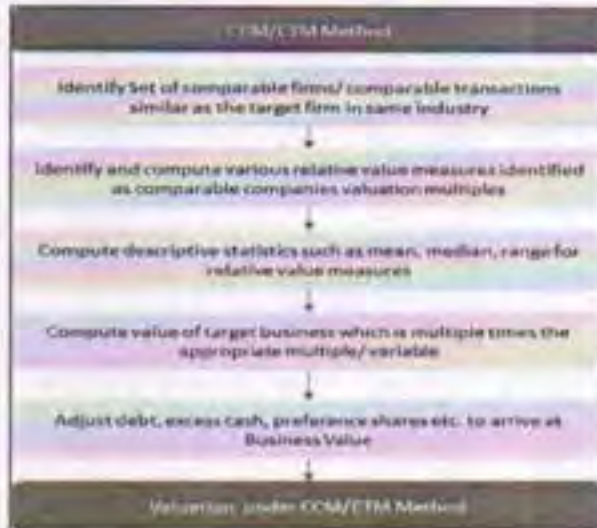 CCM/CTM Method
Identify Set of comparable firms/ comparable transactions
similar as the target firm in same industry
Identify and compute various relative value measures identified
as comparable companies valuation multiples
Compute descriptive statistics such as mean, median, range for
relative value measures
Compute value of target business which is multiple times the
appropriate multiple/ variable
Adjust debt, excess cash, preference shares etc. to arrive at
Business Value
Valuation under CCM/CTM Method